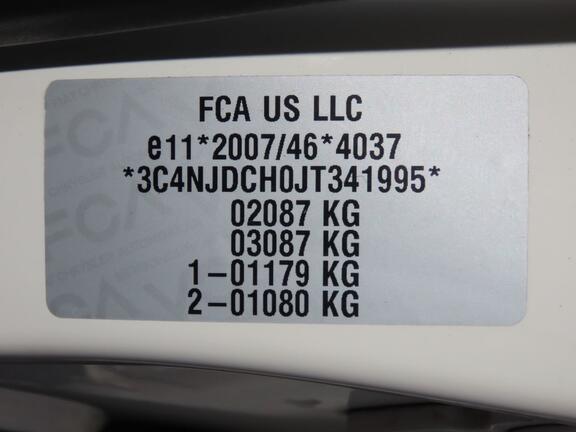 FCA US LLC
e11*2007/46*4037
*3C4NJDCH0JT341995*
02087 KG
03087 KG
1-01179 KG
2-01080 KG